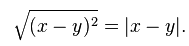 √(x − y)² = |x − y|.